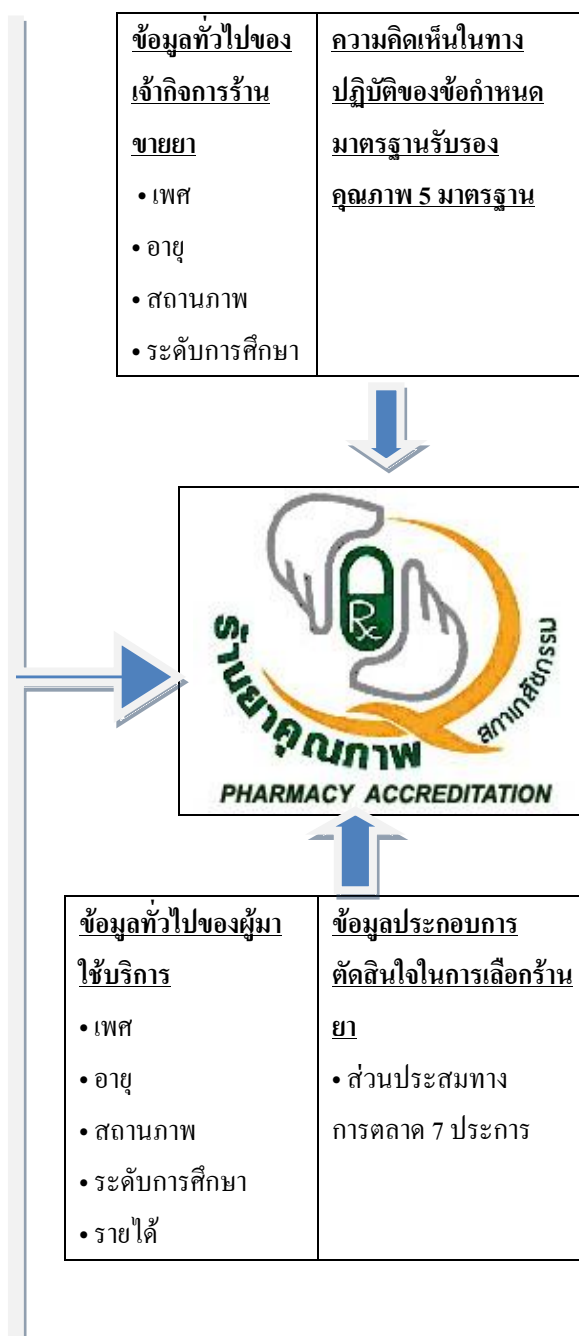 ข้อมูลทั่วไปของ
เจ้ากิจการร้าน
ขายยา
• เพศ
• อายุ
• สถานภาพ
• ระดับการศึกษา
ความคิดเห็นในทาง
ปฏิบัติของข้อกำหนด
มาตรฐานรับรอง
คุณภาพ 5 มาตรฐาน
Rx
ร้านยาคุณภาพ
สภาเภสัชกรรม
PHARMACY ACCREDITATION
ข้อมูลทั่วไปของผู้มา
ใช้บริการ
• เพศ
• อายุ
• สถานภาพ
• ระดับการศึกษา
• รายได้
ข้อมูลประกอบการ
ตัดสินใจในการเลือกร้าน
ยา
• ส่วนประสมทาง
การตลาด 7 ประการ